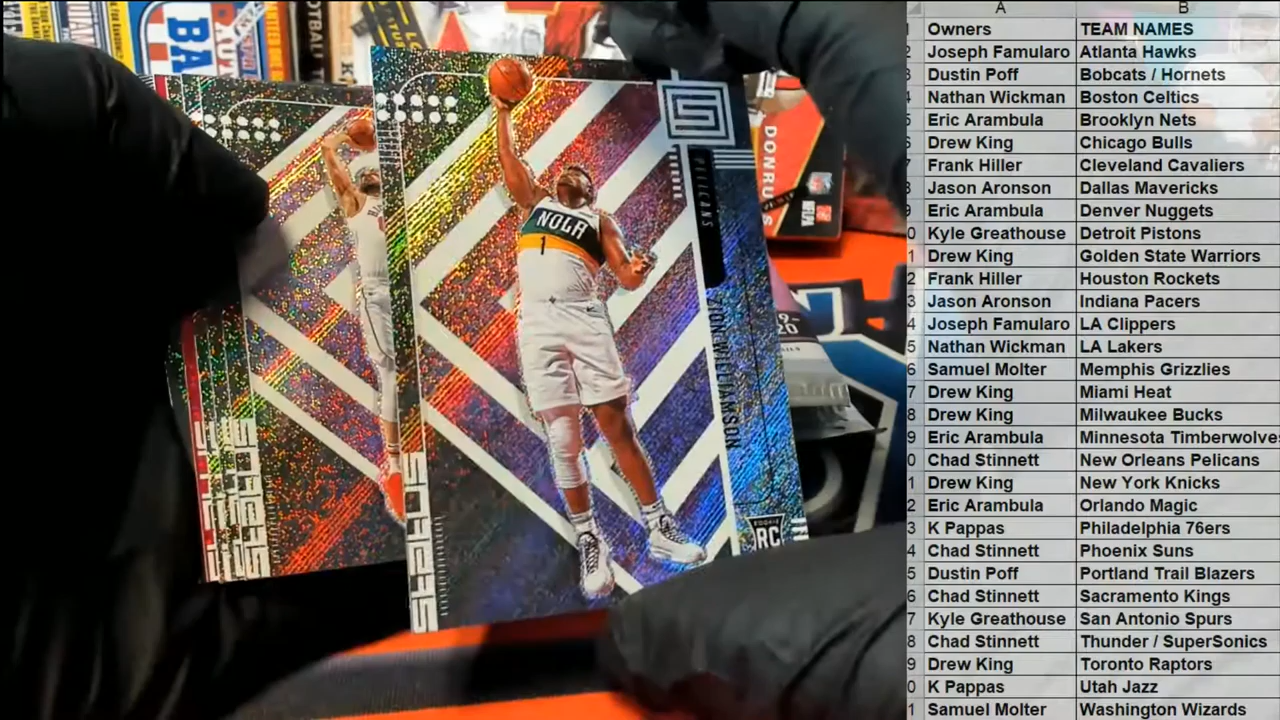 A B
Owners TEAM NAMES
Joseph Famularo Atlanta Hawks
Dustin Poff Bobcats / Hornets
Nathan Wickman Boston Celtics
Eric Arambula Brooklyn Nets
Drew King Chicago Bulls
Frank Hiller Cleveland Cavaliers
Jason Aronson Dallas Mavericks
Eric Arambula Denver Nuggets
Kyle Greathouse Detroit Pistons
Drew King Golden State Warriors
Frank Hiller Houston Rockets
Jason Aronson Indiana Pacers
Joseph Famularo LA Clippers
Nathan Wickman LA Lakers
Samuel Molter Memphis Grizzlies
Drew King Miami Heat
Drew King Milwaukee Bucks
Eric Arambula Minnesota Timberwolve
Chad Stinnett New Orleans Pelicans
Drew King New York Knicks
Eric Arambula Orlando Magic
K Pappas Philadelphia 76ers
Chad Stinnett Phoenix Suns
Dustin Poff Portland Trail Blazers
Chad Stinnett Sacramento Kings
Kyle Greathouse San Antonio Spurs
Chad Stinnett Thunder / SuperSonics
Drew King Toronto Raptors
K Pappas Utah Jazz
Samuel Molter Washington Wizards
NOLA
1
PELICANS
ZION WILLIAMSON
STATUS
ROOKIE
RC
BA
DONRUS